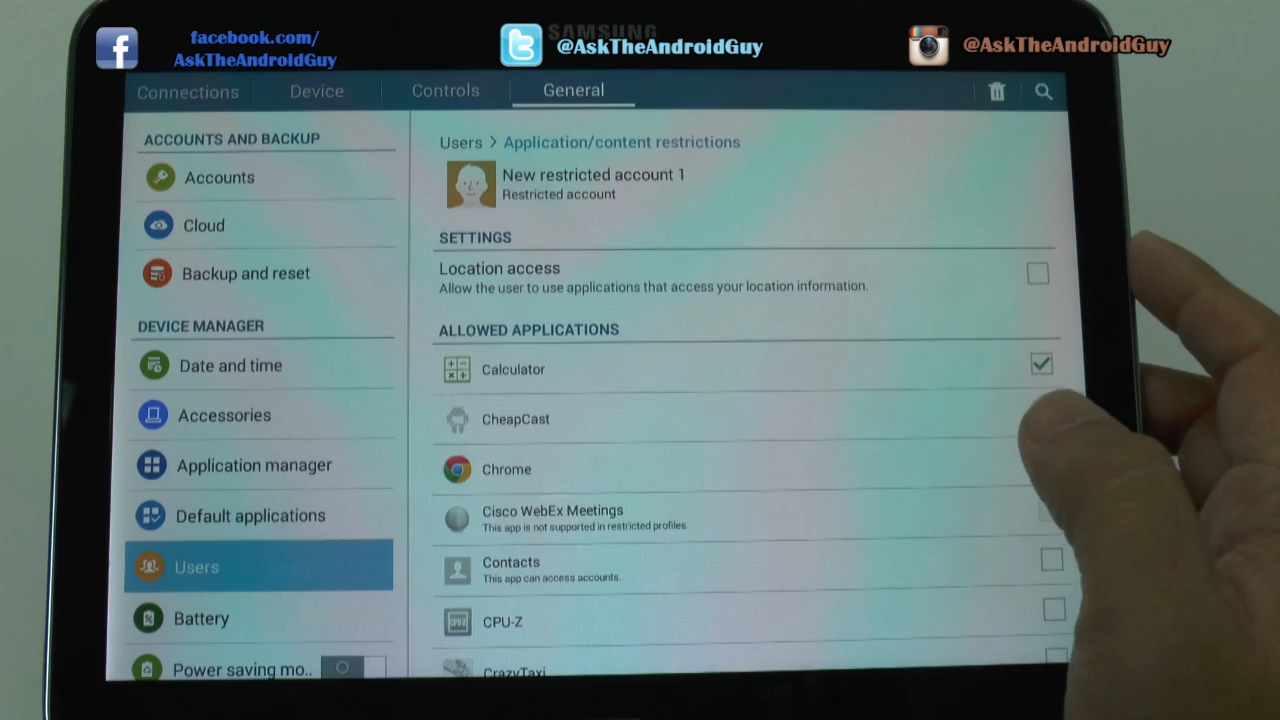 facebook.com/
AskTheAndroidGuy
@AskTheAndroidGuy
@AskTheAndroidGuy
SAMSUNG
Connections
Device
Controls
General
ACCOUNTS AND BACKUP
Accounts
Cloud
Backup and reset
DEVICE MANAGER
Date and time
Accessories
Application manager
Default applications
Users
Battery
Power saving mo..
Users > Application/content restrictions
New restricted account 1
Restricted account
SETTINGS
Location access
Allow the user to use applications that access your location information.
ALLOWED APPLICATIONS
Calculator
CheapCast
Chrome
Cisco WebEx Meetings
This app is not supported in restricted profiles.
Contacts
This app can access accounts.
CPU-Z
CrazyTaxi